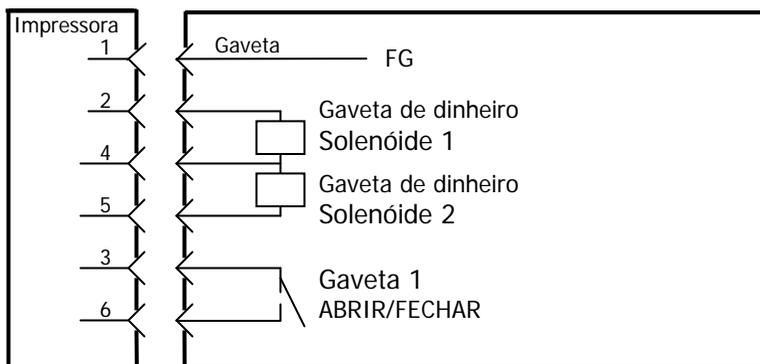 Impressora
1
Gaveta
FG
2
Gaveta de dinheiro
Solenóide 1
4
Gaveta de dinheiro
Solenóide 2
5
3
Gaveta 1
ABRIR/FECHAR
6